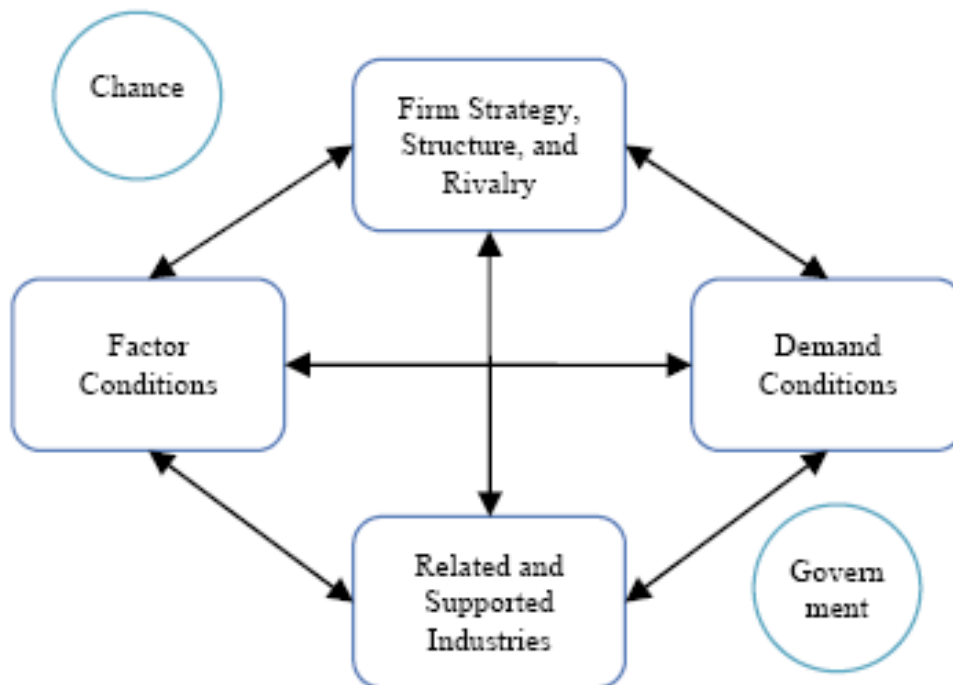 Chance
Firm Strategy,
Structure, and
Rivalry
Factor
Conditions
Demand
Conditions
Related and
Supported
Industries
Govern
ment